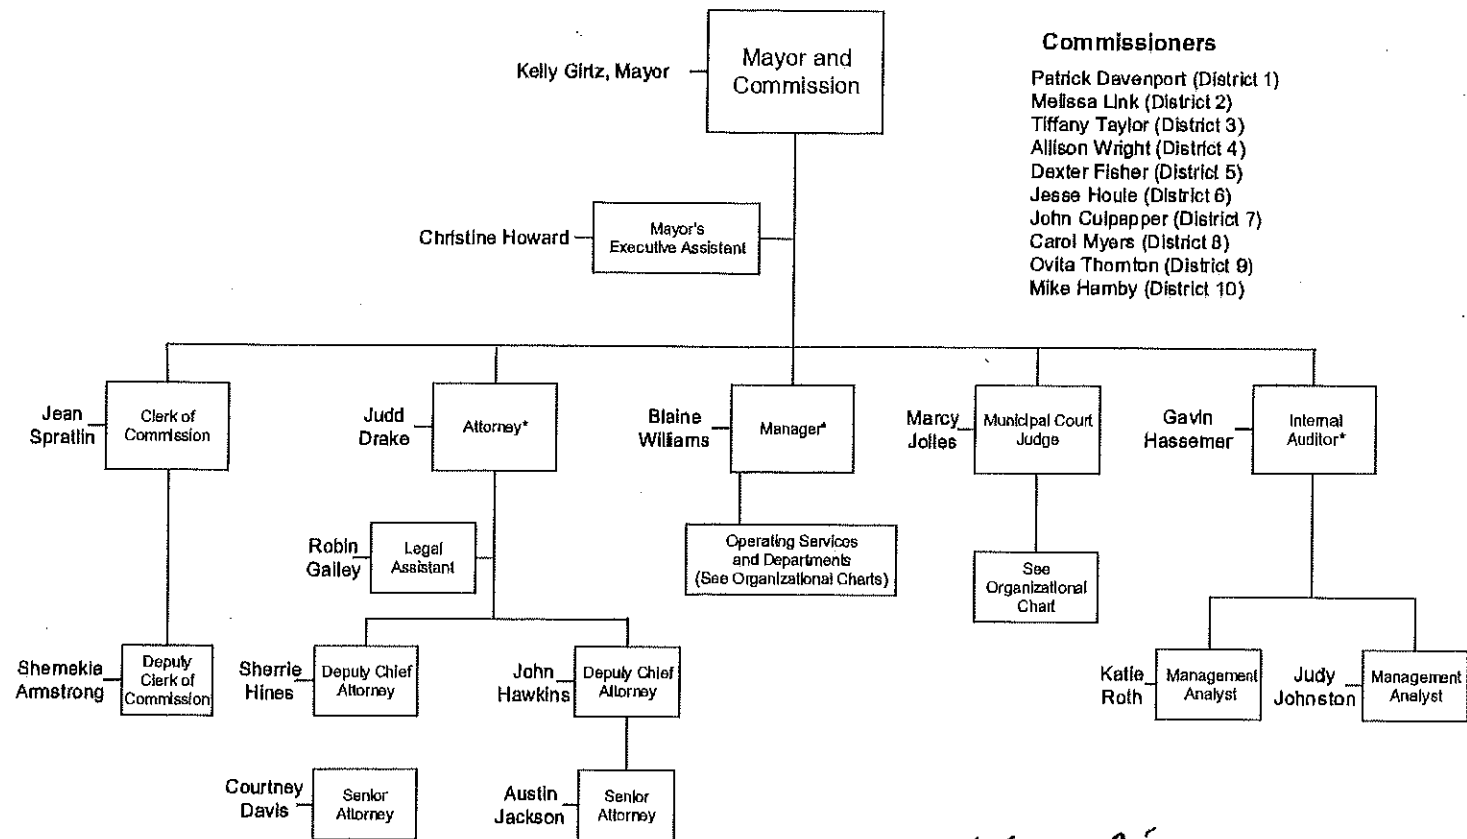 Mayor and
Commission
Kelly Girtz, Mayor
Commissioners
Patrick Davenport (District 1)
Melissa Link (District 2)
Tiffany Taylor (District 3)
Allison Wright (District 4)
Dexter Fisher (District 5)
Jesse Houle (District 6)
John Culpepper (District 7)
Carol Myers (District 8)
Ovita Thornton (District 9)
Mike Hamby (District 10)
Christine Howard
Mayor's
Executive Assistant
Jean
Spratlin
Clerk of
Commission
Judd
Drake
Attorney*
Blaine
Williams
Manager*
Marcy
Jolles
Municipal Court
Judge
Gavin
Hassemer
Internal
Auditor*
Robin
Gailey
Legal
Assistant
Operating Services
and Departments
(See Organizational Charts)
See
Organizational
Chart
Shemekia
Armstrong
Deputy
Clerk of
Commission
Sherrie
Hines
Deputy Chief
Attorney
John
Hawkins
Deputy Chief
Attorney
Katie
Roth
Management
Analyst
Judy
Johnston
Management
Analyst
Courtney
Davis
Senior
Attorney
Austin
Jackson
Senior
Attorney